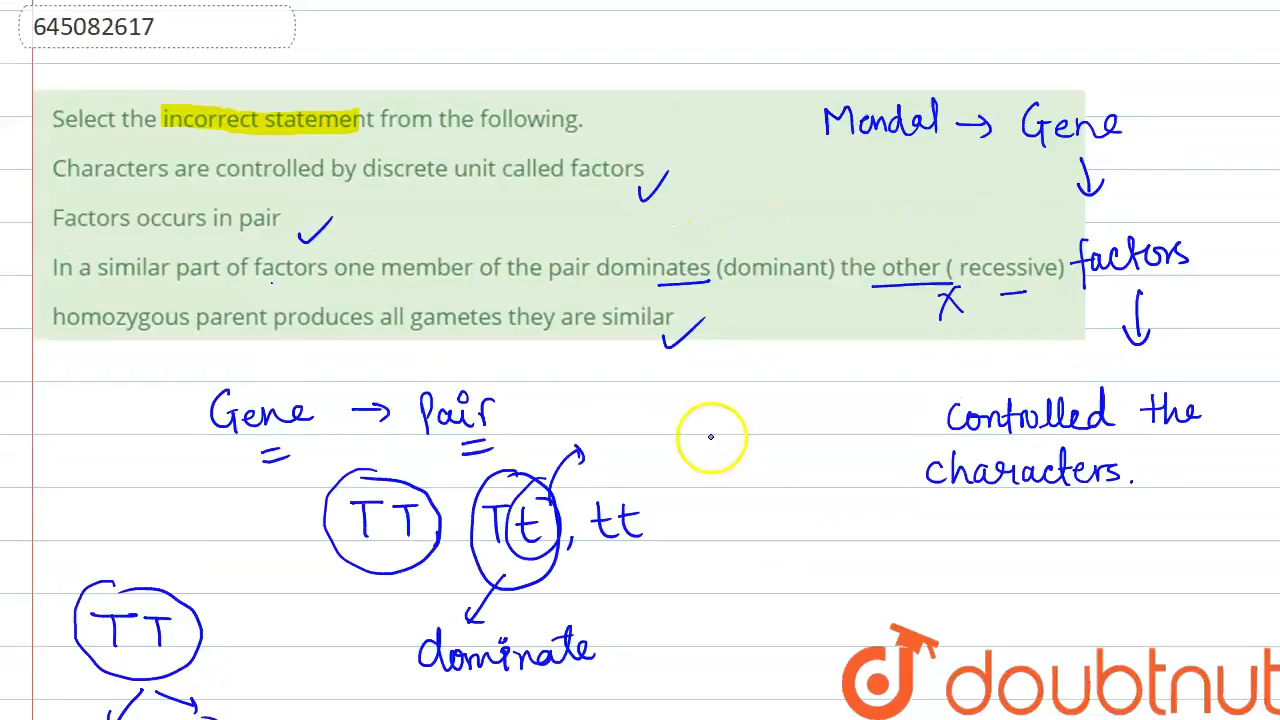 645082617
Select the incorrect statement from the following.
Mendal → Gene
Characters are controlled by discrete unit called factors
Factors occurs in pair
In a similar part of factors one member of the pair dominates (dominant) the other ( recessive)
factors
homozygous parent produces all gametes they are similar
Gene → Pair
controlled the
characters.
TT Tt, tt
TT
dominate
doubtnut